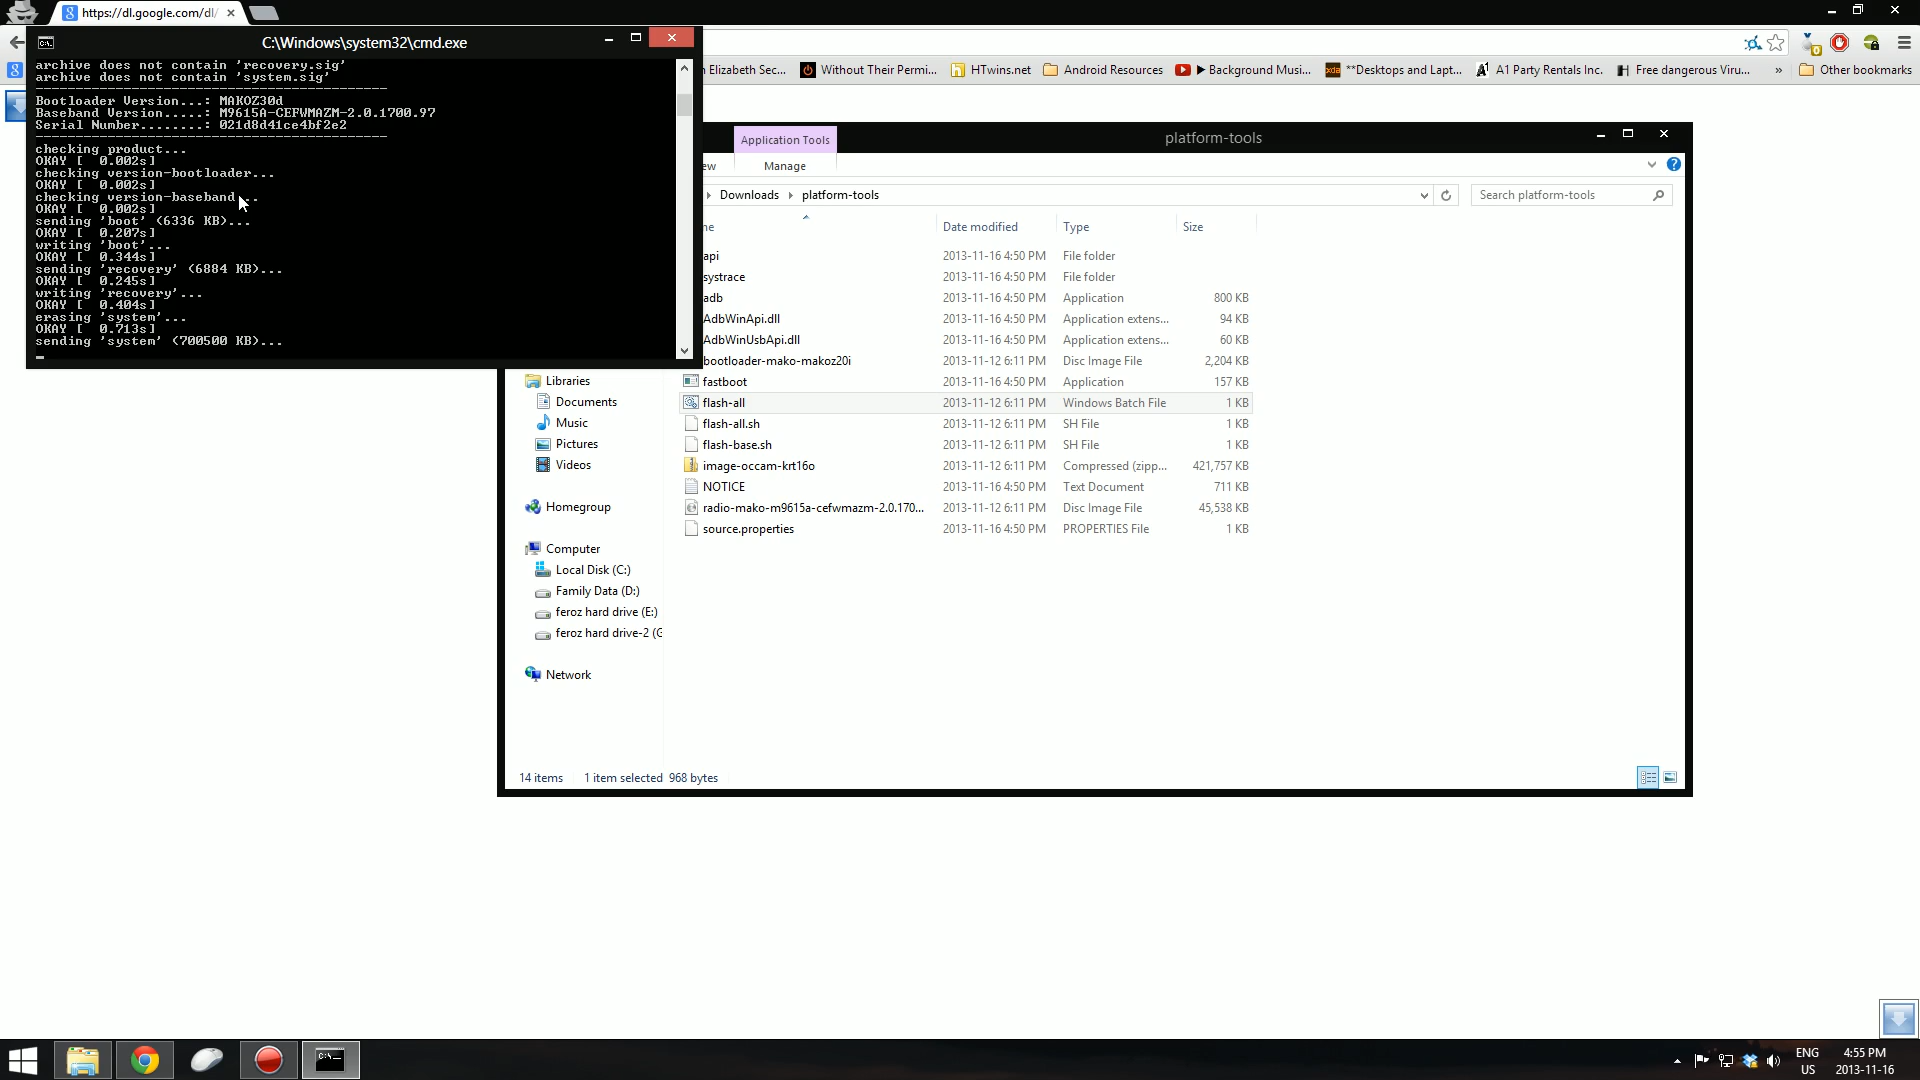 https://dl.google.com/dl/
C:\Windows\system32\cmd.exe
archive does not contain 'recovery.sig'
archive does not contain 'system.sig'
--------------------------------------------
Bootloader Version...: MAKOZ30d
Baseband Version.....: M9615A-CEFWMAZM-2.0.1700.97
Serial Number........: 021d8d41ce4bf2e2
--------------------------------------------
checking product...
OKAY [  0.002s]
checking version-bootloader...
OKAY [  0.002s]
checking version-baseband...
OKAY [  0.002s]
sending 'boot' (6336 KB)...
OKAY [  0.207s]
writing 'boot'...
OKAY [  0.344s]
sending 'recovery' (6884 KB)...
OKAY [  0.245s]
writing 'recovery'...
OKAY [  0.404s]
erasing 'system'...
OKAY [  0.713s]
sending 'system' (700500 KB)...
Elizabeth Sec... Without Their Permi... HTwins.net Android Resources ▶ Background Musi... **Desktops and Lapt... A1 Party Rentals Inc. Free dangerous Viru... » Other bookmarks
Application Tools platform-tools
ew Manage
Downloads platform-tools Search platform-tools
ne Date modified Type Size
api 2013-11-16 4:50 PM File folder
systrace 2013-11-16 4:50 PM File folder
adb 2013-11-16 4:50 PM Application 800 KB
AdbWinApi.dll 2013-11-16 4:50 PM Application extens... 94 KB
AdbWinUsbApi.dll 2013-11-16 4:50 PM Application extens... 60 KB
bootloader-mako-makoz20i 2013-11-12 6:11 PM Disc Image File 2,204 KB
fastboot 2013-11-16 4:50 PM Application 157 KB
flash-all 2013-11-12 6:11 PM Windows Batch File 1 KB
flash-all.sh 2013-11-12 6:11 PM SH File 1 KB
flash-base.sh 2013-11-12 6:11 PM SH File 1 KB
image-occam-krt16o 2013-11-12 6:11 PM Compressed (zipp... 421,757 KB
NOTICE 2013-11-16 4:50 PM Text Document 711 KB
radio-mako-m9615a-cefwmazm-2.0.170... 2013-11-12 6:11 PM Disc Image File 45,538 KB
source.properties 2013-11-16 4:50 PM PROPERTIES File 1 KB
Libraries
Documents
Music
Pictures
Videos
Homegroup
Computer
Local Disk (C:)
Family Data (D:)
feroz hard drive (E:)
feroz hard drive-2 (G
Network
14 items 1 item selected 968 bytes
ENG 4:55 PM
US 2013-11-16